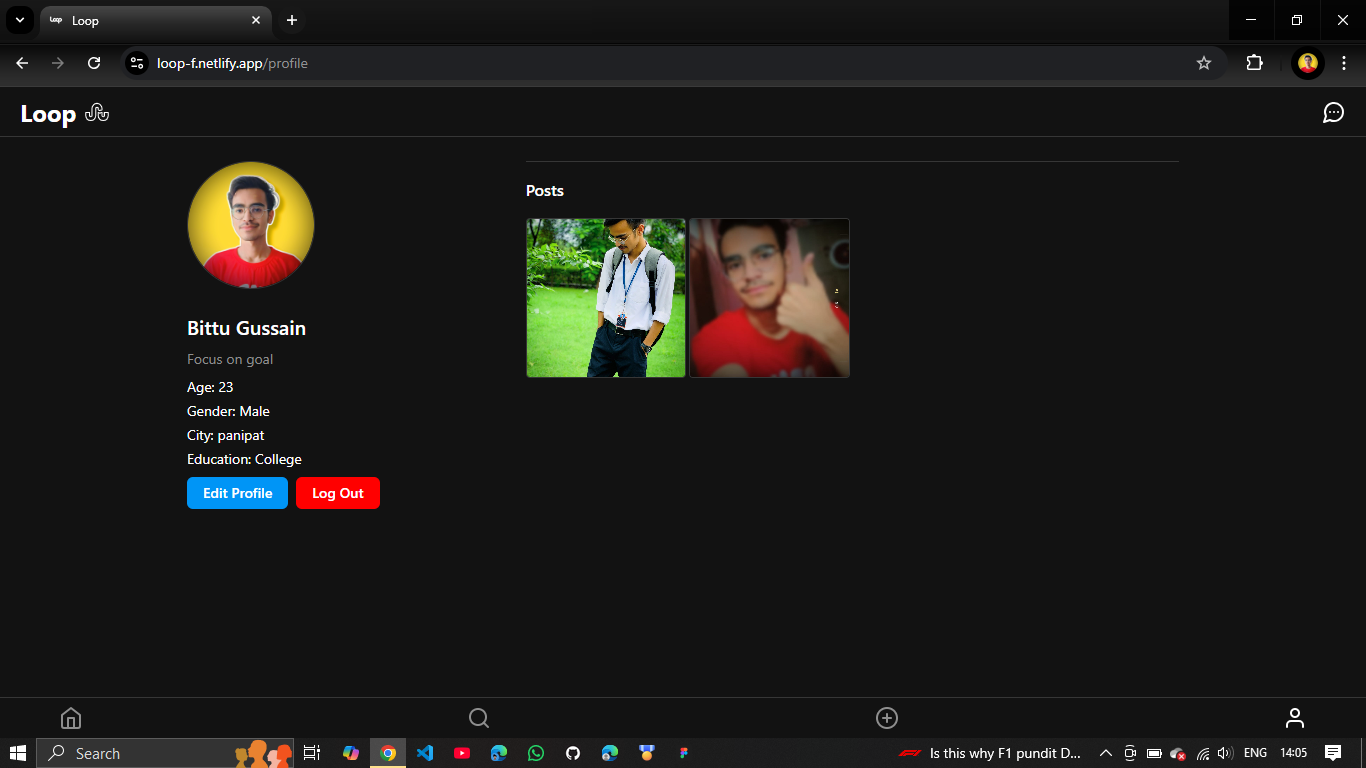 Loop
Loop
loop-f.netlify.app/profile
Loop
Bittu Gussain
Focus on goal
Age: 23
Gender: Male
City: panipat
Education: College
Edit Profile Log Out
Posts
Search
Is this why F1 pundit D...
ENG
14:05